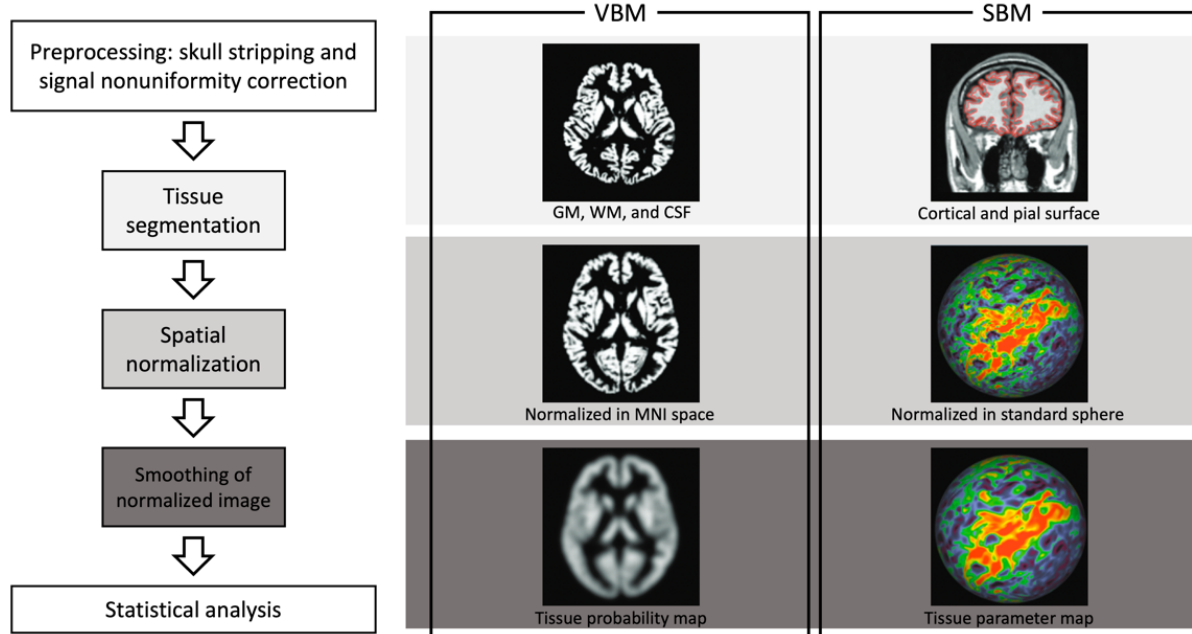 Preprocessing: skull stripping and
signal nonuniformity correction
Tissue
segmentation
Spatial
normalization
Smoothing of
normalized image
Statistical analysis
VBM
GM, WM, and CSF
Normalized in MNI space
Tissue probability map
SBM
Cortical and pial surface
Normalized in standard sphere
Tissue parameter map